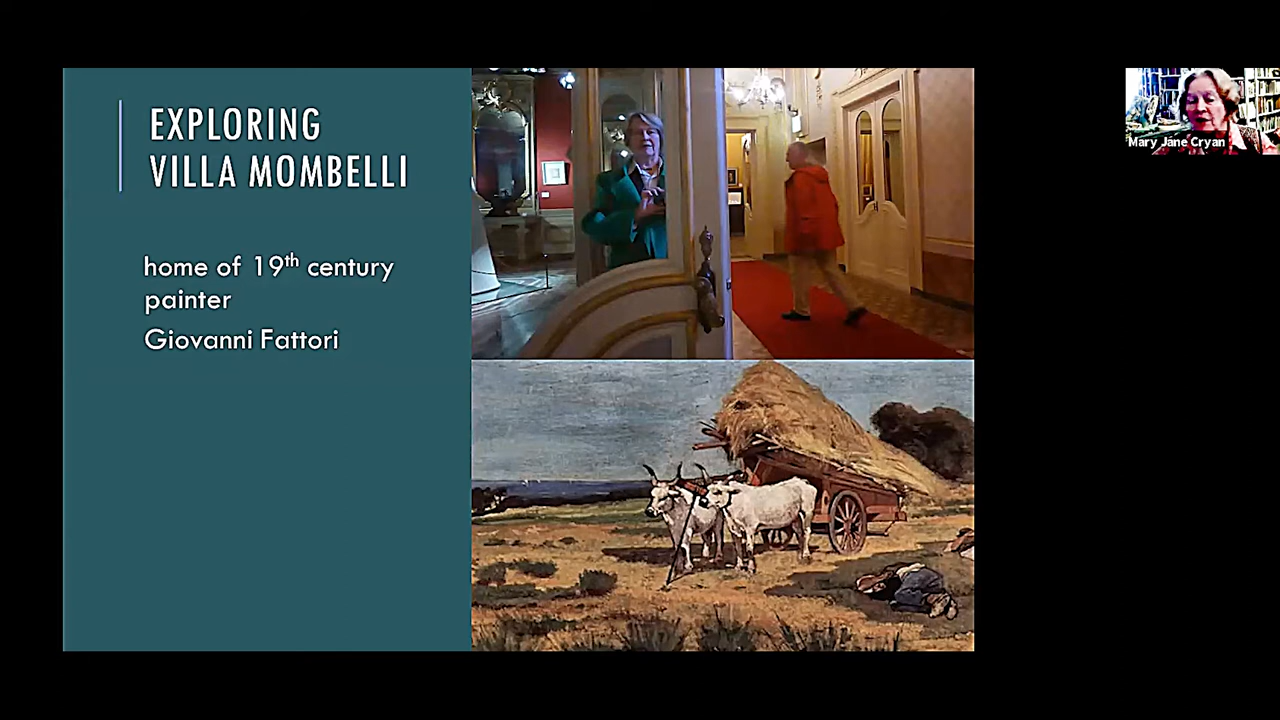 EXPLORING
VILLA MOMBELLI
home of 19th century
painter
Giovanni Fattori
Mary Jane Cryan